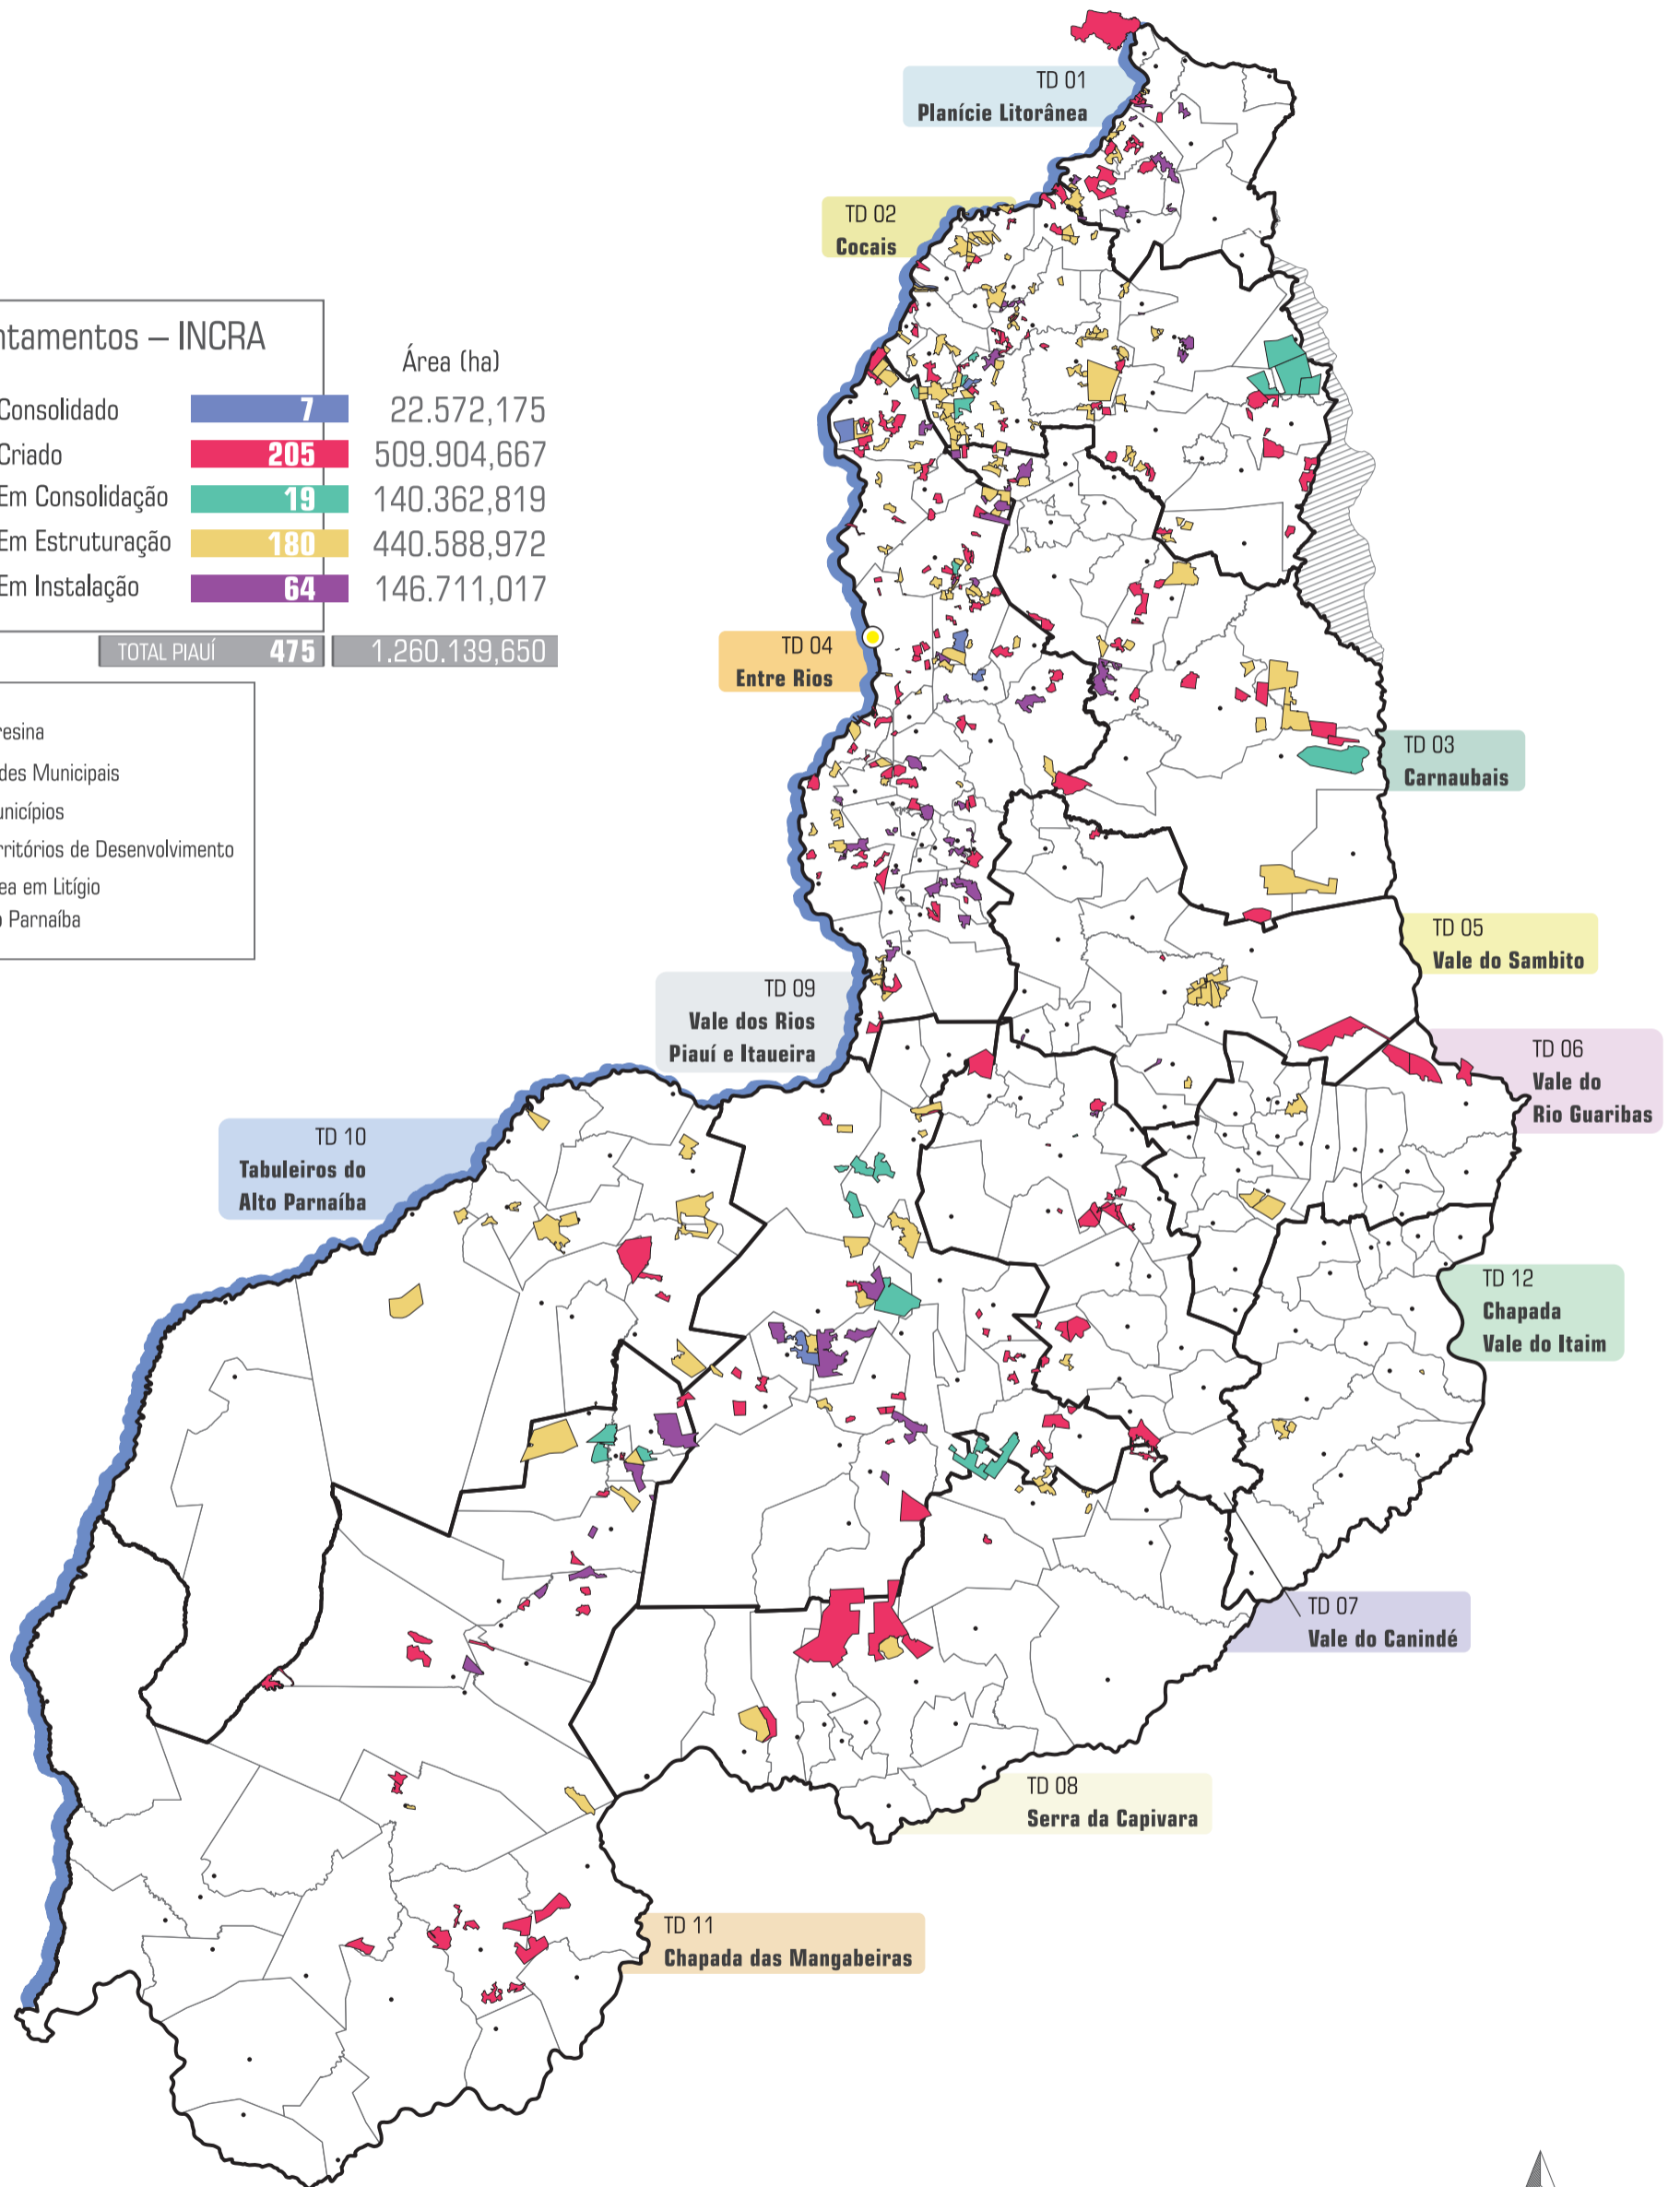 TD 01
Planície Litorânea
TD 02
Cocais
ntamentos – INCRA
Área (ha)
Consolidado 7 22.572,175
Criado 205 509.904,667
Em Consolidação 19 140.362,819
Em Estruturação 180 440.588,972
Em Instalação 64 146.711,017
TOTAL PIAUÍ 475 1.260.139,650
TD 04
Entre Rios
resina
des Municipais
unicípios
rritórios de Desenvolvimento
ea em Litígio
o Parnaíba
TD 03
Carnaubais
TD 05
Vale do Sambito
TD 09
Vale dos Rios
Piauí e Itaueira
TD 06
Vale do
Rio Guaribas
TD 10
Tabuleiros do
Alto Parnaíba
TD 12
Chapada
Vale do Itaim
TD 07
Vale do Canindé
TD 08
Serra da Capivara
TD 11
Chapada das Mangabeiras